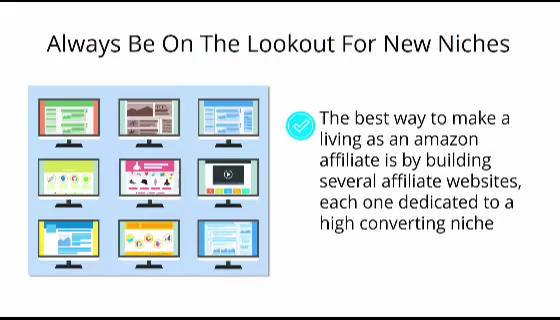 Always Be On The Lookout For New Niches
The best way to make a
living as an amazon
affiliate is by building
several affiliate websites,
each one dedicated to a
high converting niche